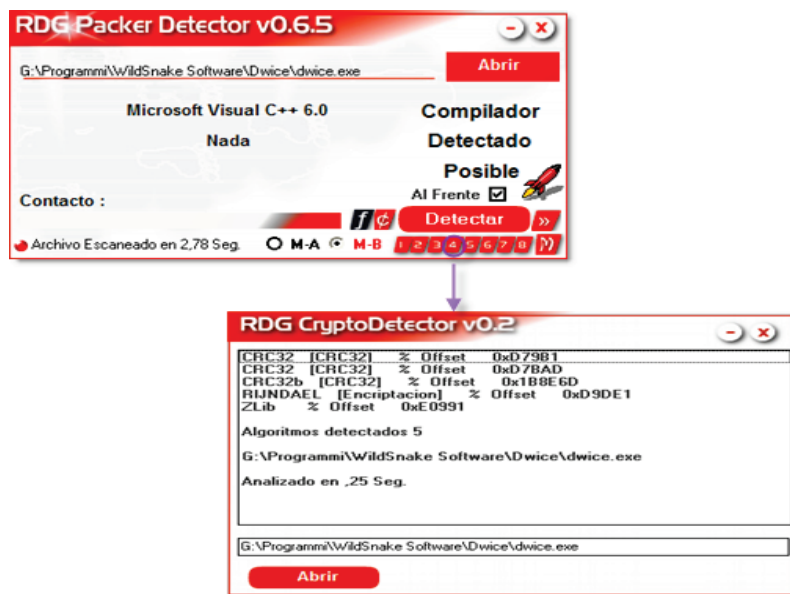 RDG Packer Detector v0.6.5
G:\Programmi\WildSnake Software\Dwice\dwice.exe
Abrir
Microsoft Visual C++ 6.0
Compilador
Nada
Detectado
Posible
Al Frente
Contacto :
f ¢
Detectar
»
Archivo Escaneado en 2,78 Seg.
M-A
M-B
1 2 3 4 5 6 7 8
RDG CryptoDetector v0.2
CRC32 [CRC32] % Offset 0xD79B1
CRC32 [CRC32] % Offset 0xD7BAD
CRC32b [CRC32] % Offset 0x1B8E6D
RIJNDAEL [Encriptacion] % Offset 0xD9DE1
ZLib % Offset 0xE0991
Algoritmos detectados 5
G:\Programmi\WildSnake Software\Dwice\dwice.exe
Analizado en ,25 Seg.
G:\Programmi\WildSnake Software\Dwice\dwice.exe
Abrir